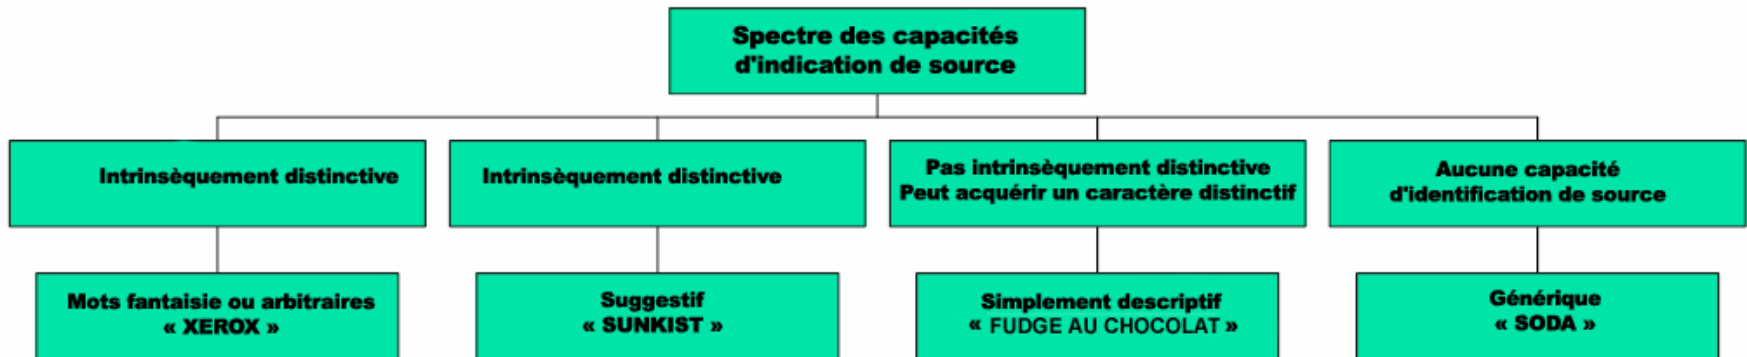 Spectre des capacités
d'indication de source
Intrinsèquement distinctive
Intrinsèquement distinctive
Pas intrinsèquement distinctive
Peut acquérir un caractère distinctif
Aucune capacité
d'identification de source
Mots fantaisie ou arbitraires
« XEROX »
Suggestif
« SUNKIST »
Simplement descriptif
« FUDGE AU CHOCOLAT »
Générique
« SODA »